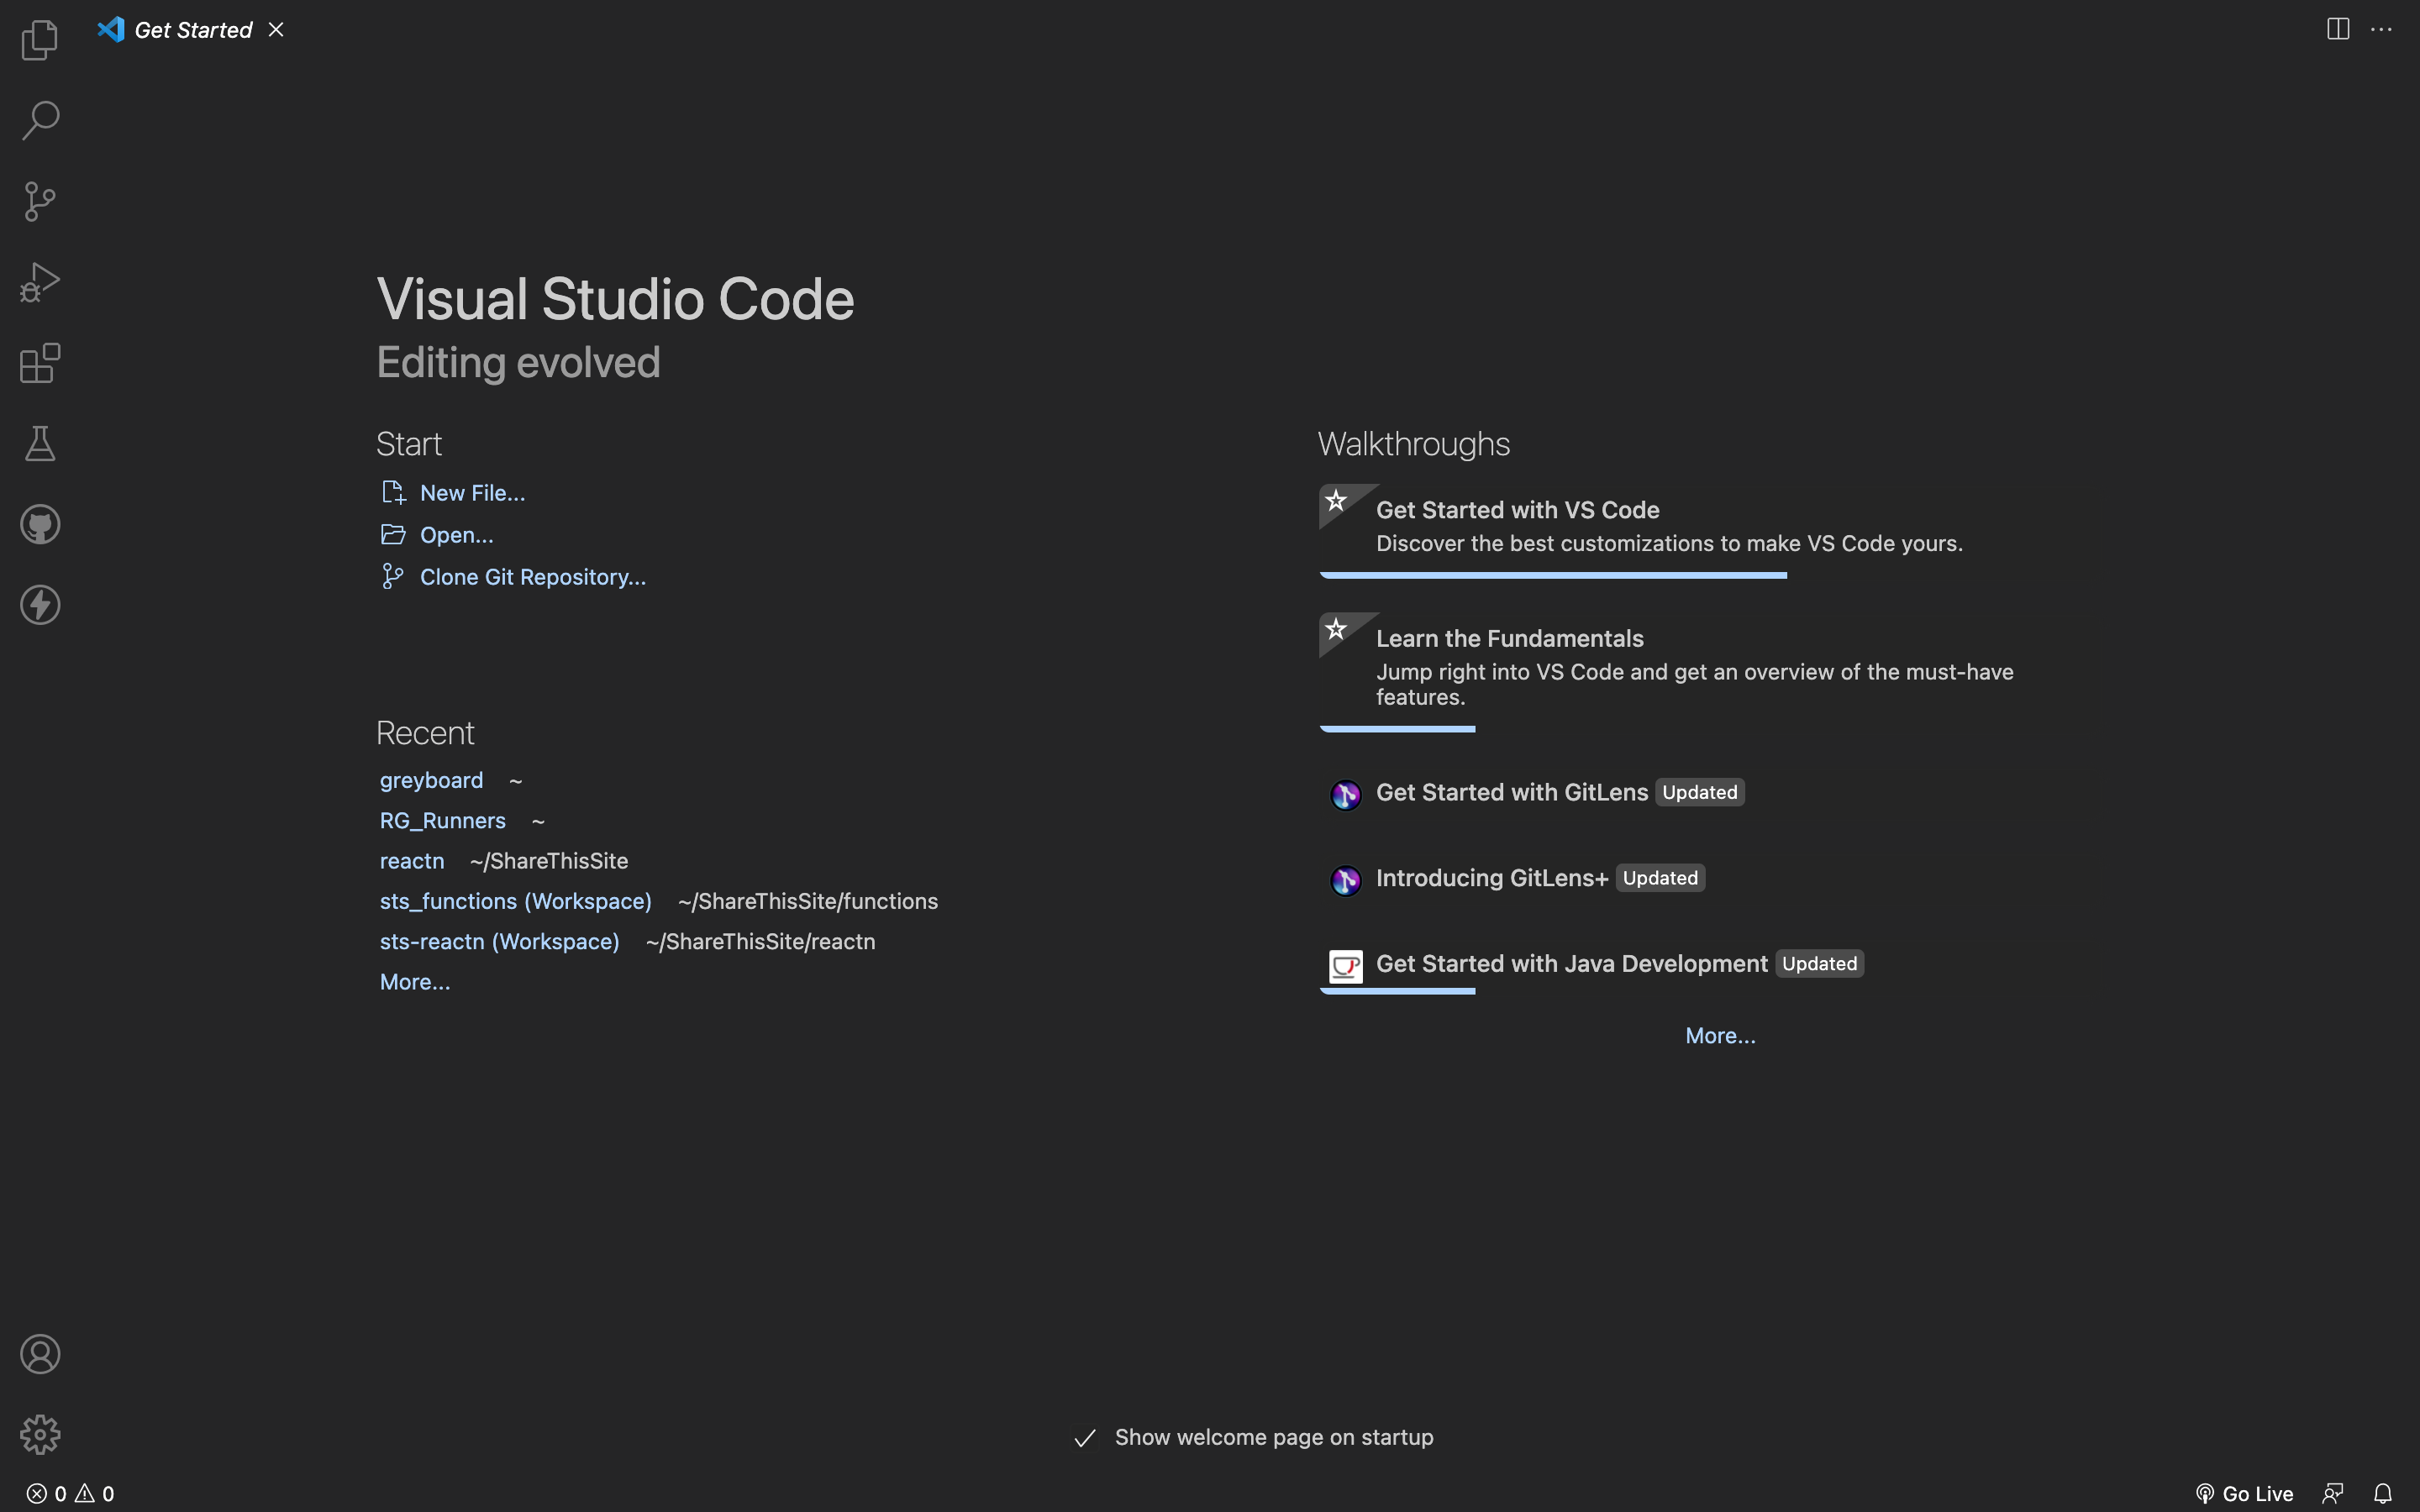 Get Started
Visual Studio Code
Editing evolved
Start
New File...
Open...
Clone Git Repository...
Recent
greyboard ~
RG_Runners ~
reactn ~/ShareThisSite
sts_functions (Workspace) ~/ShareThisSite/functions
sts-reactn (Workspace) ~/ShareThisSite/reactn
More...
Walkthroughs
Get Started with VS Code
Discover the best customizations to make VS Code yours.
Learn the Fundamentals
Jump right into VS Code and get an overview of the must-have
features.
Get Started with GitLens Updated
Introducing GitLens+ Updated
Get Started with Java Development Updated
More...
Show welcome page on startup
0 0
Go Live